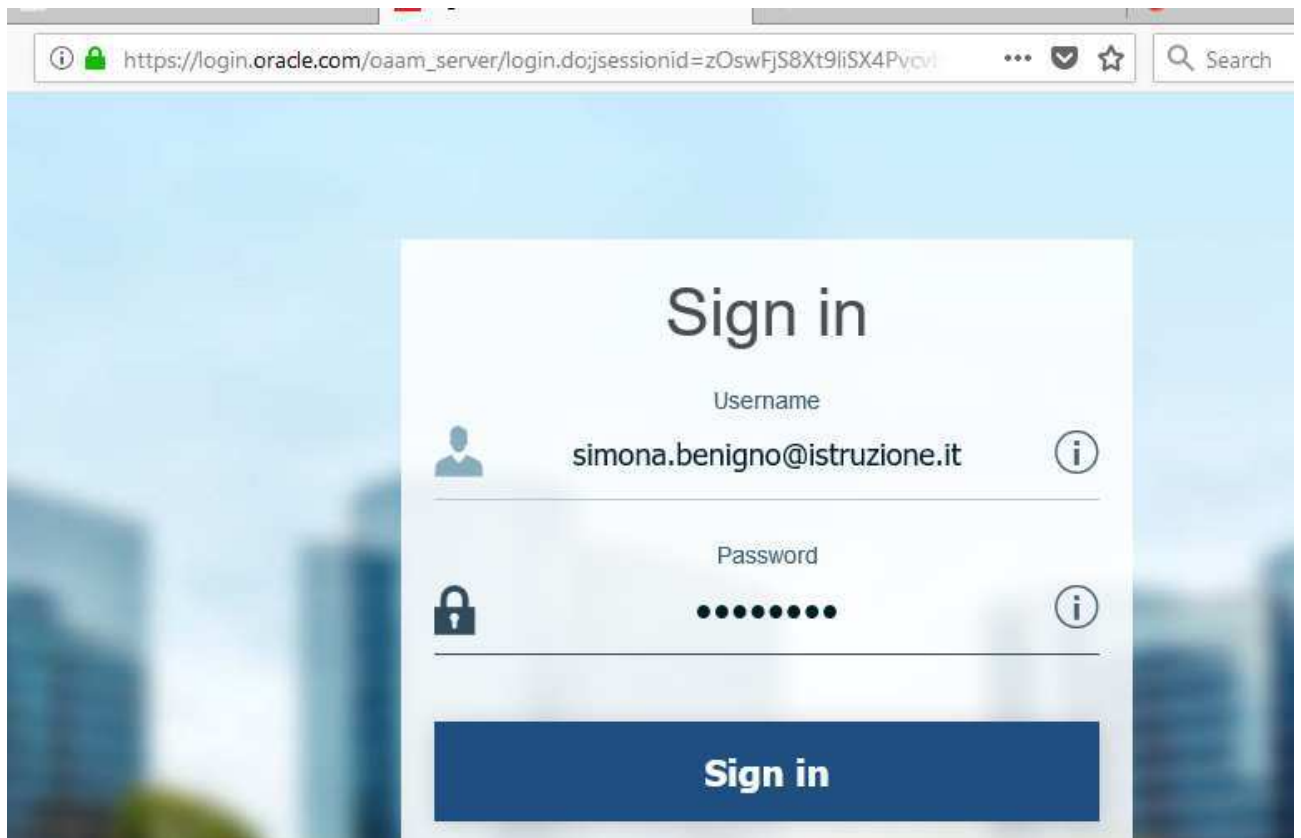 https://login.oracle.com/oaam_server/login.do;jsessionid=zOswFjS8Xt9liSX4Pvcv
Search
Sign in
Username
simona.benigno@istruzione.it
Password
Sign in